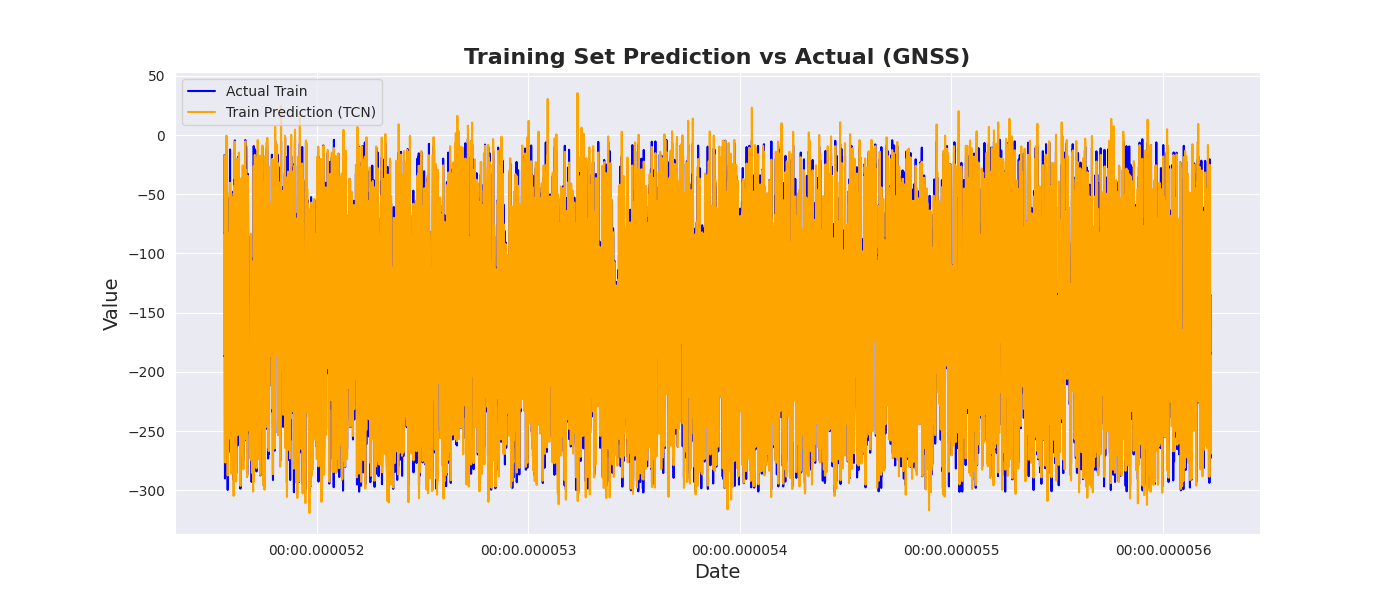 Training Set Prediction vs Actual (GNSS)
Actual Train
Train Prediction (TCN)
50
0
−50
−100
−150
−200
−250
−300
Value
00:00.000052 00:00.000053 00:00.000054 00:00.000055 00:00.000056
Date